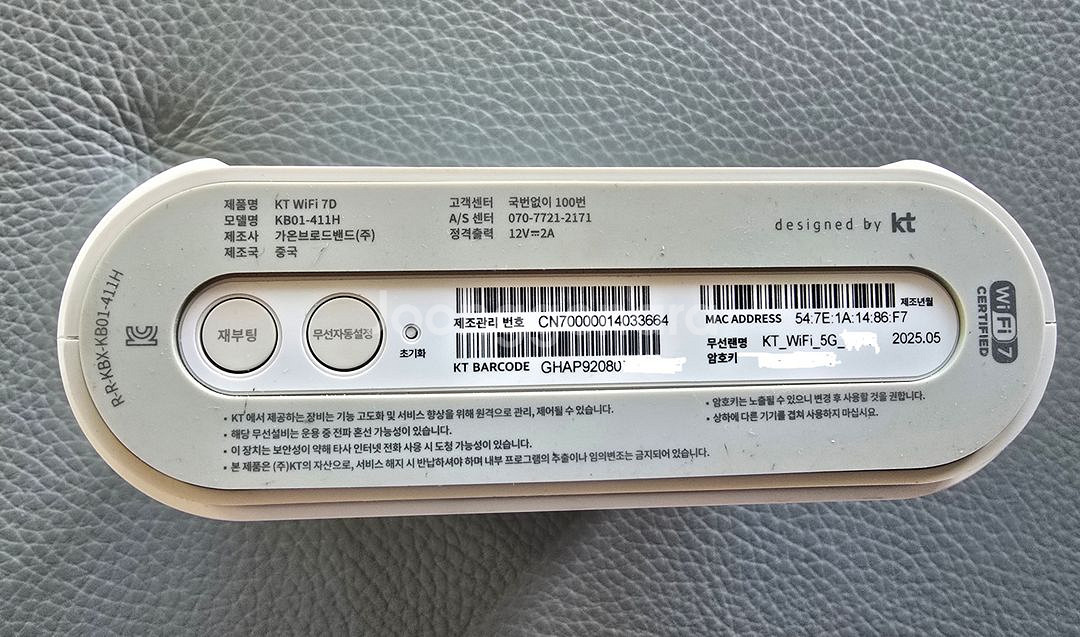 제품명 KT WiFi 7D
모델명 KB01-411H
제조사 가온브로드밴드(주)
제조국 중국
고객센터 국번없이 100번
A/S 센터 070-7721-2171
정격출력 12V⎓2A
designed by kt
R-R-KBX-KB01-411H
재부팅
무선자동설정
초기화
제조관리 번호 CN70000014033664
KT BARCODE GHAP92080
제조년월
MAC ADDRESS 54:7E:1A:14:86:F7
무선랜명 KT_WiFi_5G_
2025.05
암호키
WiFi 7
CERTIFIED
• KT 에서 제공하는 장비는 기능 고도화 및 서비스 향상을 위해 원격으로 관리, 제어될 수 있습니다.
• 해당 무선설비는 운용 중 전파 혼선 가능성이 있습니다.
• 이 장치는 보안성이 약해 타사 인터넷 전화 사용 시 도청 가능성이 있습니다.
• 본 제품은 (주)KT의 자산으로, 서비스 해지 시 반납하셔야 하며 내부 프로그램의 추출이나 임의변조는 금지되어 있습니다.
• 암호키는 노출될 수 있으니 변경 후 사용할 것을 권합니다.
• 상하에 다른 기기를 겹쳐 사용하지 마십시요.